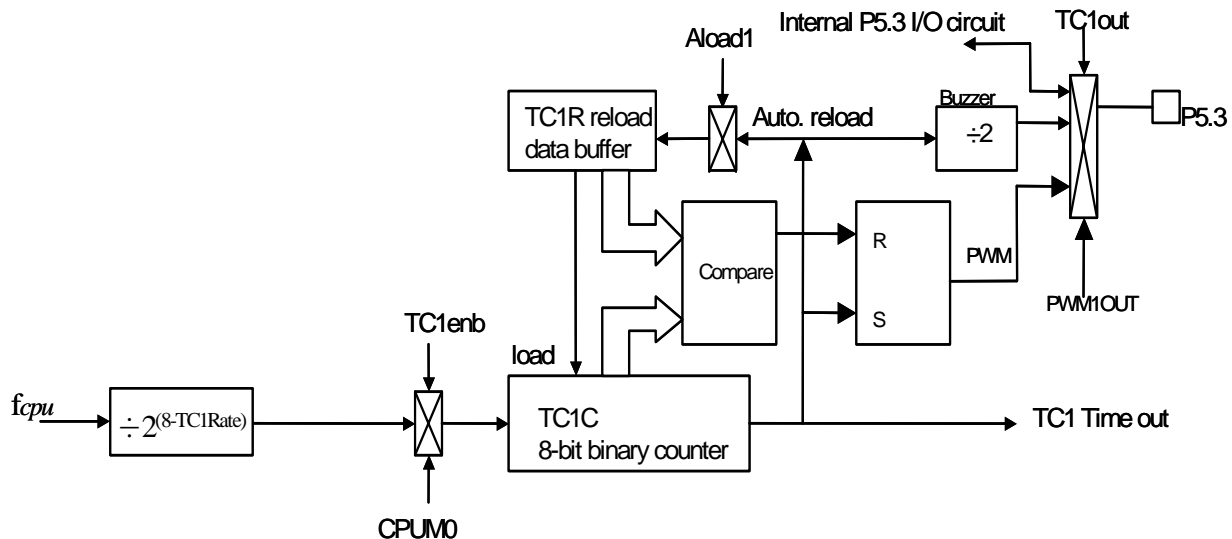 Internal P5.3 I/O circuit
TC1out
Aload1
Buzzer
TC1R reload
data buffer
Auto. reload
÷2
P5.3
Compare
R
S
PWM
PWM1OUT
TC1enb
load
fcpu
÷2(8-TC1Rate)
TC1C
8-bit binary counter
TC1 Time out
CPUM0